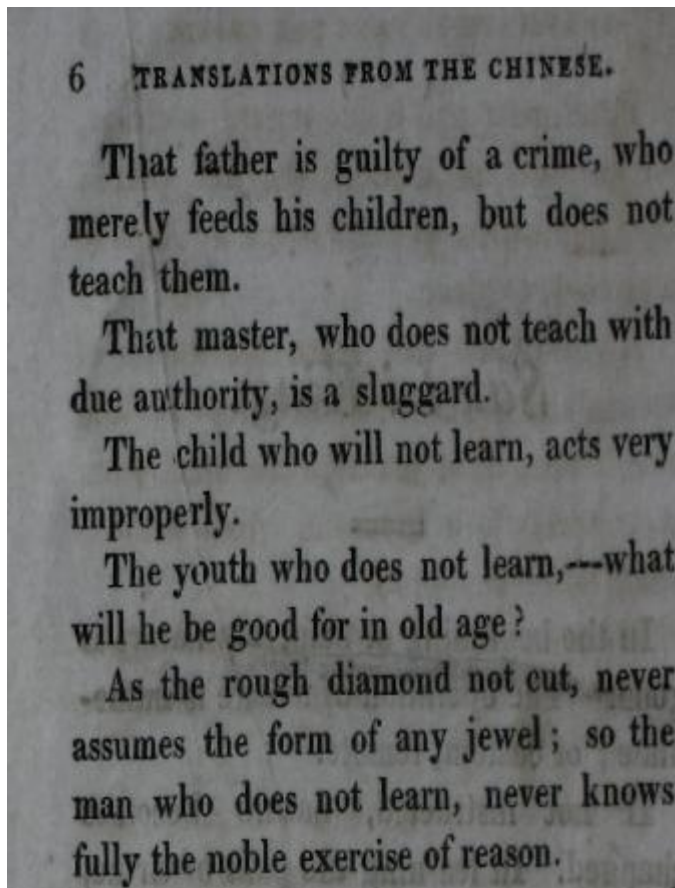 6 TRANSLATIONS FROM THE CHINESE.
That father is guilty of a crime, who
merely feeds his children, but does not
teach them.
That master, who does not teach with
due authority, is a sluggard.
The child who will not learn, acts very
improperly.
The youth who does not learn,---what
will he be good for in old age?
As the rough diamond not cut, never
assumes the form of any jewel; so the
man who does not learn, never knows
fully the noble exercise of reason.